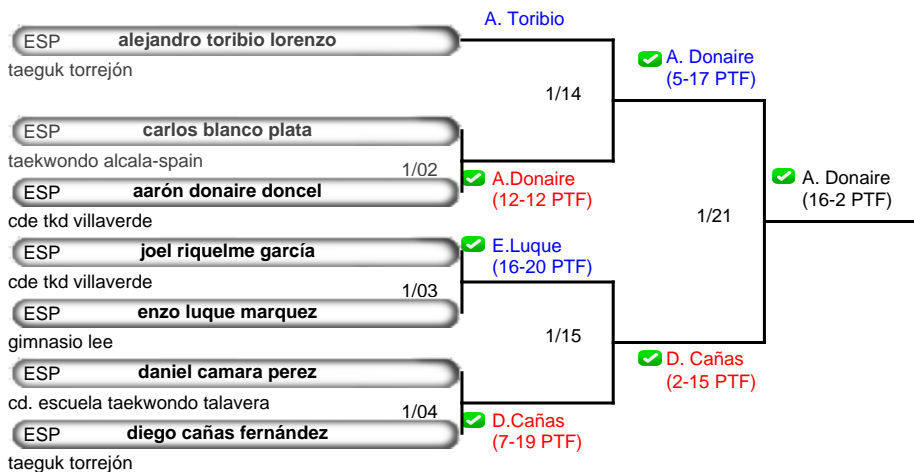 A. Toribio
ESP alejandro toribio lorenzo
taeguk torrejón
A. Donaire
(5-17 PTF)
1/14
ESP carlos blanco plata
taekwondo alcala-spain
1/02
ESP aarón donaire doncel
cde tkd villaverde
A.Donaire
(12-12 PTF)
A. Donaire
(16-2 PTF)
1/21
ESP joel riquelme garcía
cde tkd villaverde
1/03
ESP enzo luque marquez
gimnasio lee
E.Luque
(16-20 PTF)
1/15
D. Cañas
(2-15 PTF)
ESP daniel camara perez
cd. escuela taekwondo talavera
1/04
ESP diego cañas fernández
taeguk torrejón
D.Cañas
(7-19 PTF)